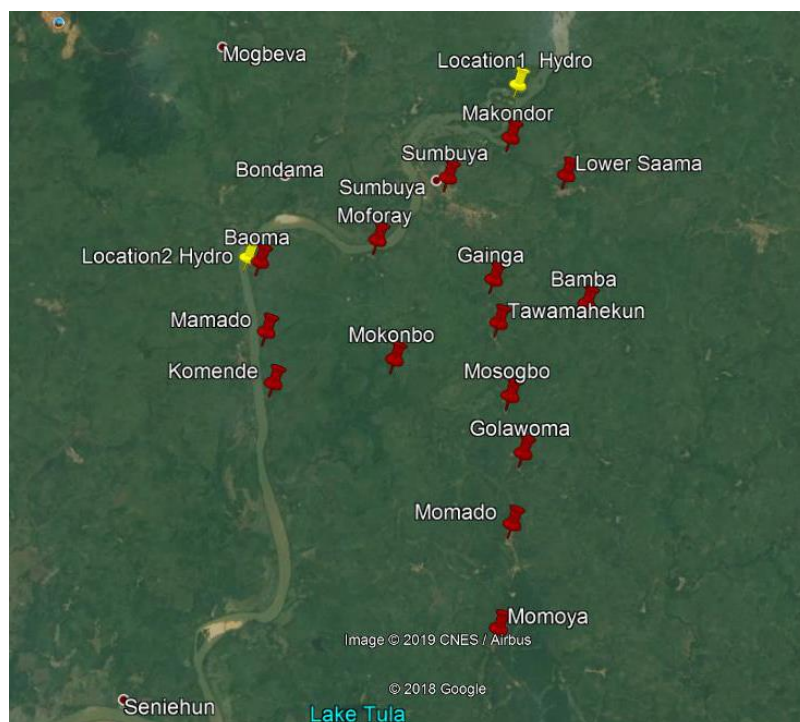 Mogbeva
Location1 Hydro
Makondor
Sumbuya
Lower Saama
Bondama
Sumbuya
Moforay
Baoma
Location2 Hydro
Gainga
Bamba
Tawamahekun
Mamado
Mokonbo
Komende
Mosogbo
Golawoma
Momado
Momoya
Image © 2019 CNES / Airbus
© 2018 Google
Seniehun
Lake Tula